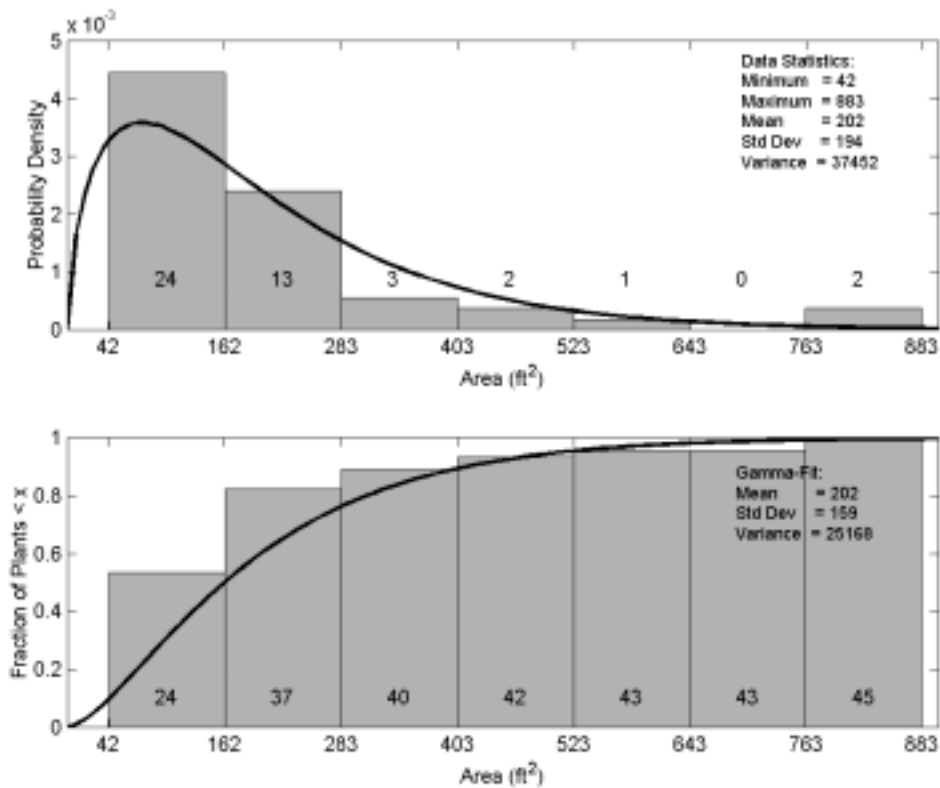 x 10⁻³
5
4
3
2
1
0
Probability Density
Data Statistics:
Minimum = 42
Maximum = 883
Mean = 202
Std Dev = 194
Variance = 37452
24 13 3 2 1 0 2
42 162 283 403 523 643 763 883
Area (ft²)
1
0.8
0.6
0.4
0.2
0
Fraction of Plants < x
Gamma-Fit:
Mean = 202
Std Dev = 159
Variance = 25168
24 37 40 42 43 43 45
42 162 283 403 523 643 763 883
Area (ft²)